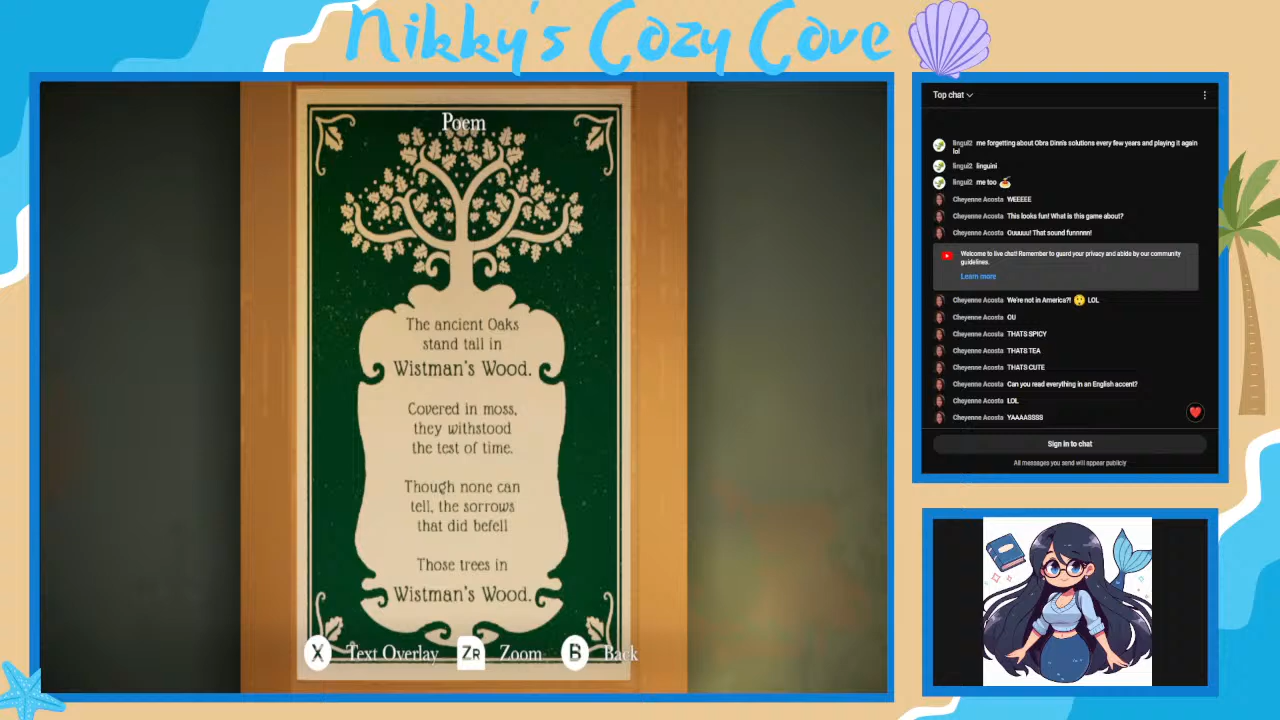 Nikky's Cozy Cove
Poem
The ancient Oaks
stand tall in
Wistman's Wood.
Covered in moss,
they withstood
the test of time.
Though none can
tell, the sorrows
that did befell
Those trees in
Wistman's Wood.
X Text Overlay ZR Zoom B Back
Top chat
lingui2 me forgetting about Obra Dinn's solutions every few years and playing it again
lol
lingui2 linguini
lingui2 me too 🍝
Cheyenne Acosta WEEEEE
Cheyenne Acosta This looks fun! What is this game about?
Cheyenne Acosta Ouuuuu! That sound funnnnn!
Welcome to live chat! Remember to guard your privacy and abide by our community
guidelines.
Learn more
Cheyenne Acosta We're not in America?! 😲 LOL
Cheyenne Acosta OU
Cheyenne Acosta THATS SPICY
Cheyenne Acosta THATS TEA
Cheyenne Acosta THATS CUTE
Cheyenne Acosta Can you read everything in an English accent?
Cheyenne Acosta LOL
Cheyenne Acosta YAAAASSSS
Sign in to chat
All messages you send will appear publicly